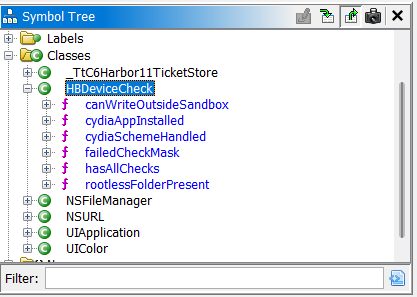 Symbol Tree
Labels
Classes
_TtC6Harbor11TicketStore
HBDeviceCheck
canWriteOutsideSandbox
cydiaAppInstalled
cydiaSchemeHandled
failedCheckMask
hasAllChecks
rootlessFolderPresent
NSFileManager
NSURL
UIApplication
UIColor
Filter: